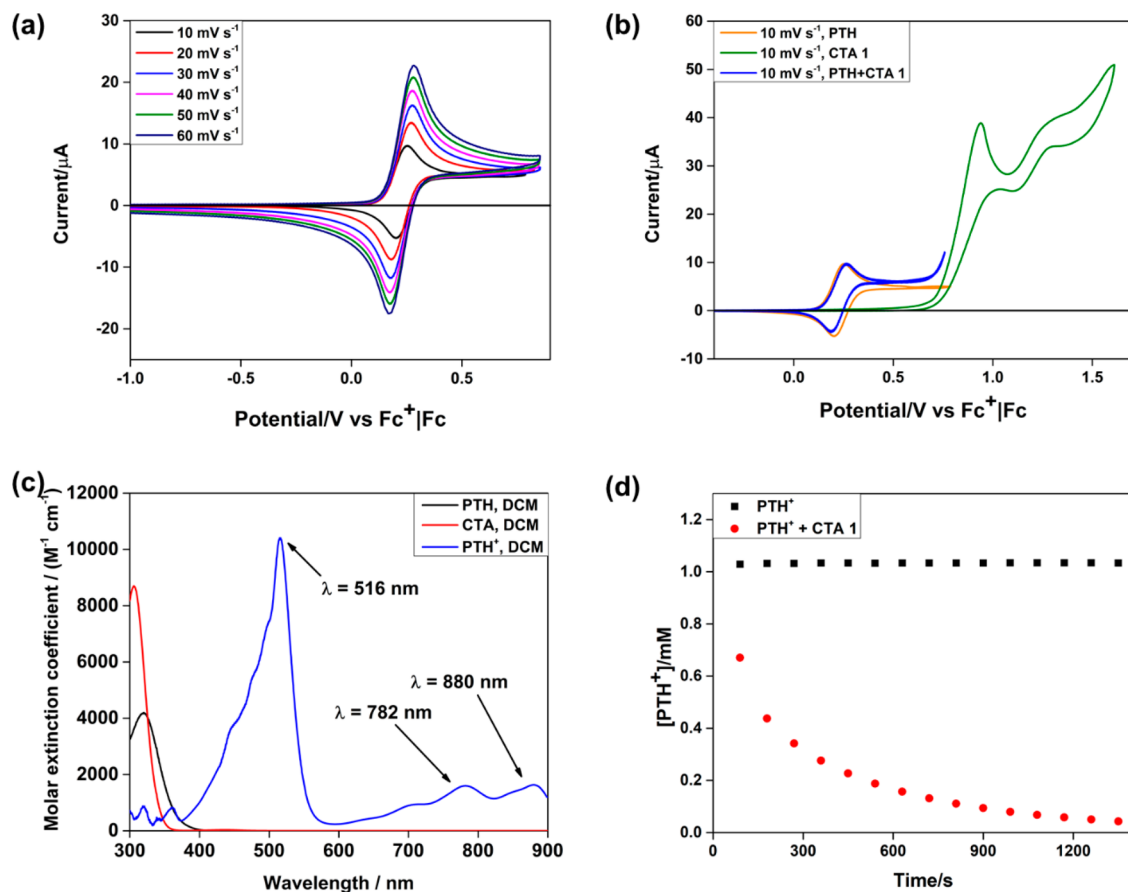 (a)
10 mV s⁻¹
20 mV s⁻¹
30 mV s⁻¹
40 mV s⁻¹
50 mV s⁻¹
60 mV s⁻¹
30
20
10
0
-10
-20
Current/µA
-1.0
-0.5
0.0
0.5
Potential/V vs Fc⁺|Fc
(b)
10 mV s⁻¹, PTH
10 mV s⁻¹, CTA 1
10 mV s⁻¹, PTH+CTA 1
60
50
40
30
20
10
0
-10
Current/µA
0.0
0.5
1.0
1.5
Potential/V vs Fc⁺|Fc
(c)
PTH, DCM
CTA, DCM
PTH⁺, DCM
12000
10000
8000
6000
4000
2000
0
Molar extinction coefficient / (M⁻¹ cm⁻¹)
λ = 516 nm
λ = 880 nm
λ = 782 nm
300
400
500
600
700
800
900
Wavelength / nm
(d)
PTH⁺
PTH⁺ + CTA 1
1.2
1.0
0.8
0.6
0.4
0.2
0.0
[PTH⁺]/mM
0
300
600
900
1200
Time/s